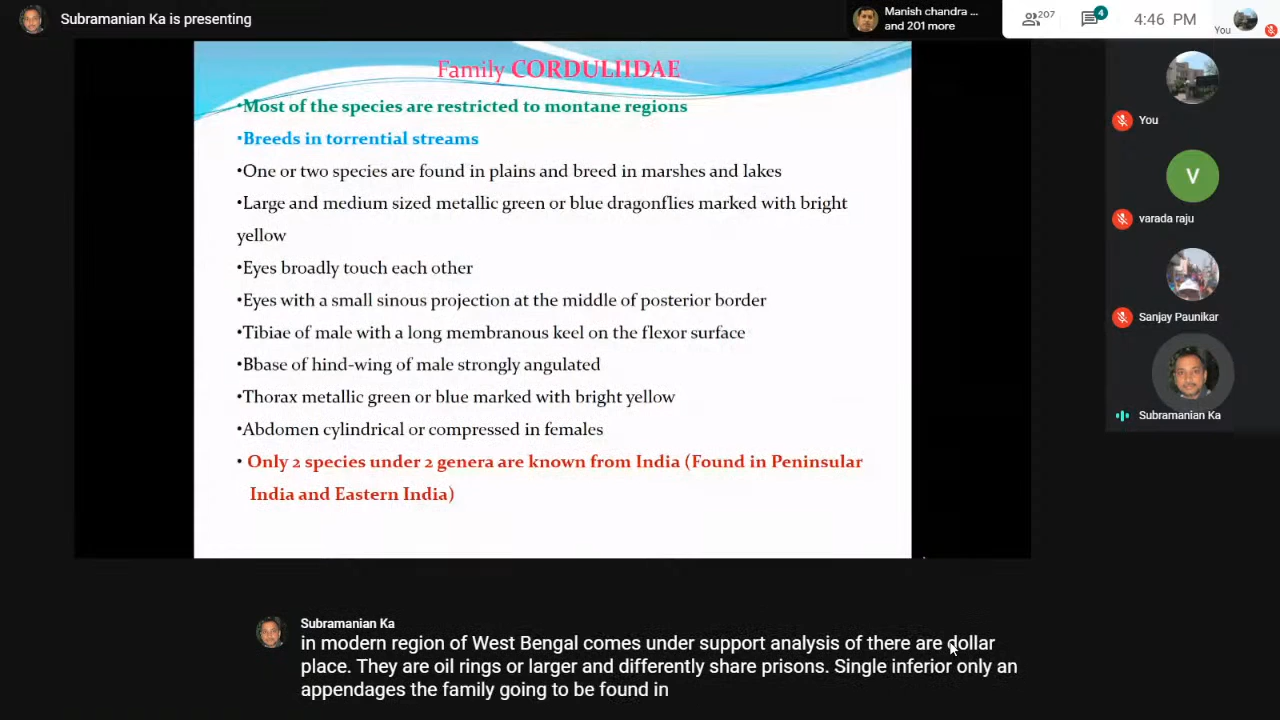 Subramanian Ka is presenting
Manish chandra ...
and 201 more
207
4
4:46 PM
You
Family CORDULIIDAE
•Most of the species are restricted to montane regions
•Breeds in torrential streams
•One or two species are found in plains and breed in marshes and lakes
•Large and medium sized metallic green or blue dragonflies marked with bright
yellow
•Eyes broadly touch each other
•Eyes with a small sinous projection at the middle of posterior border
•Tibiae of male with a long membranous keel on the flexor surface
•Bbase of hind-wing of male strongly angulated
•Thorax metallic green or blue marked with bright yellow
•Abdomen cylindrical or compressed in females
• Only 2 species under 2 genera are known from India (Found in Peninsular
India and Eastern India)
You
V
varada raju
Sanjay Paunikar
Subramanian Ka
Subramanian Ka
in modern region of West Bengal comes under support analysis of there are dollar
place. They are oil rings or larger and differently share prisons. Single inferior only an
appendages the family going to be found in